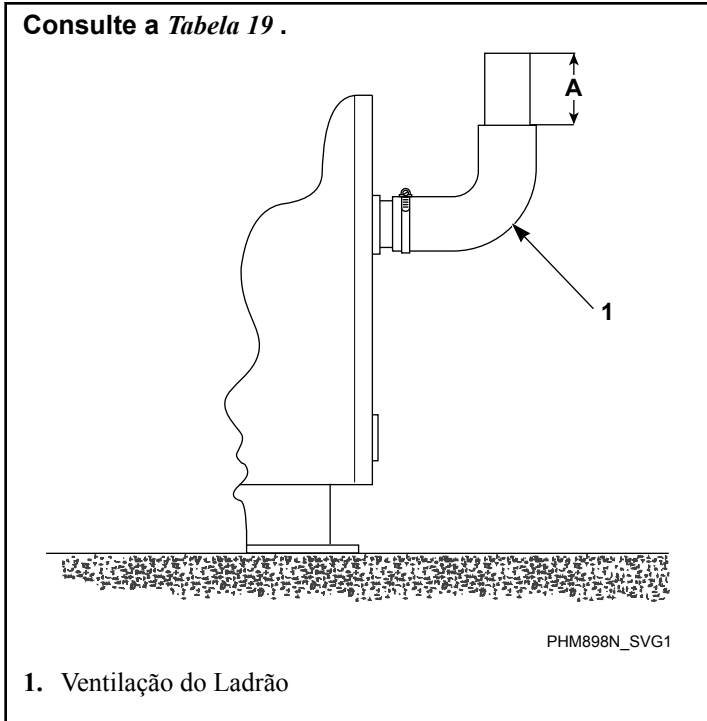 Consulte a Tabela 19 .
A
1
PHM898N_SVG1
1. Ventilação do Ladrão